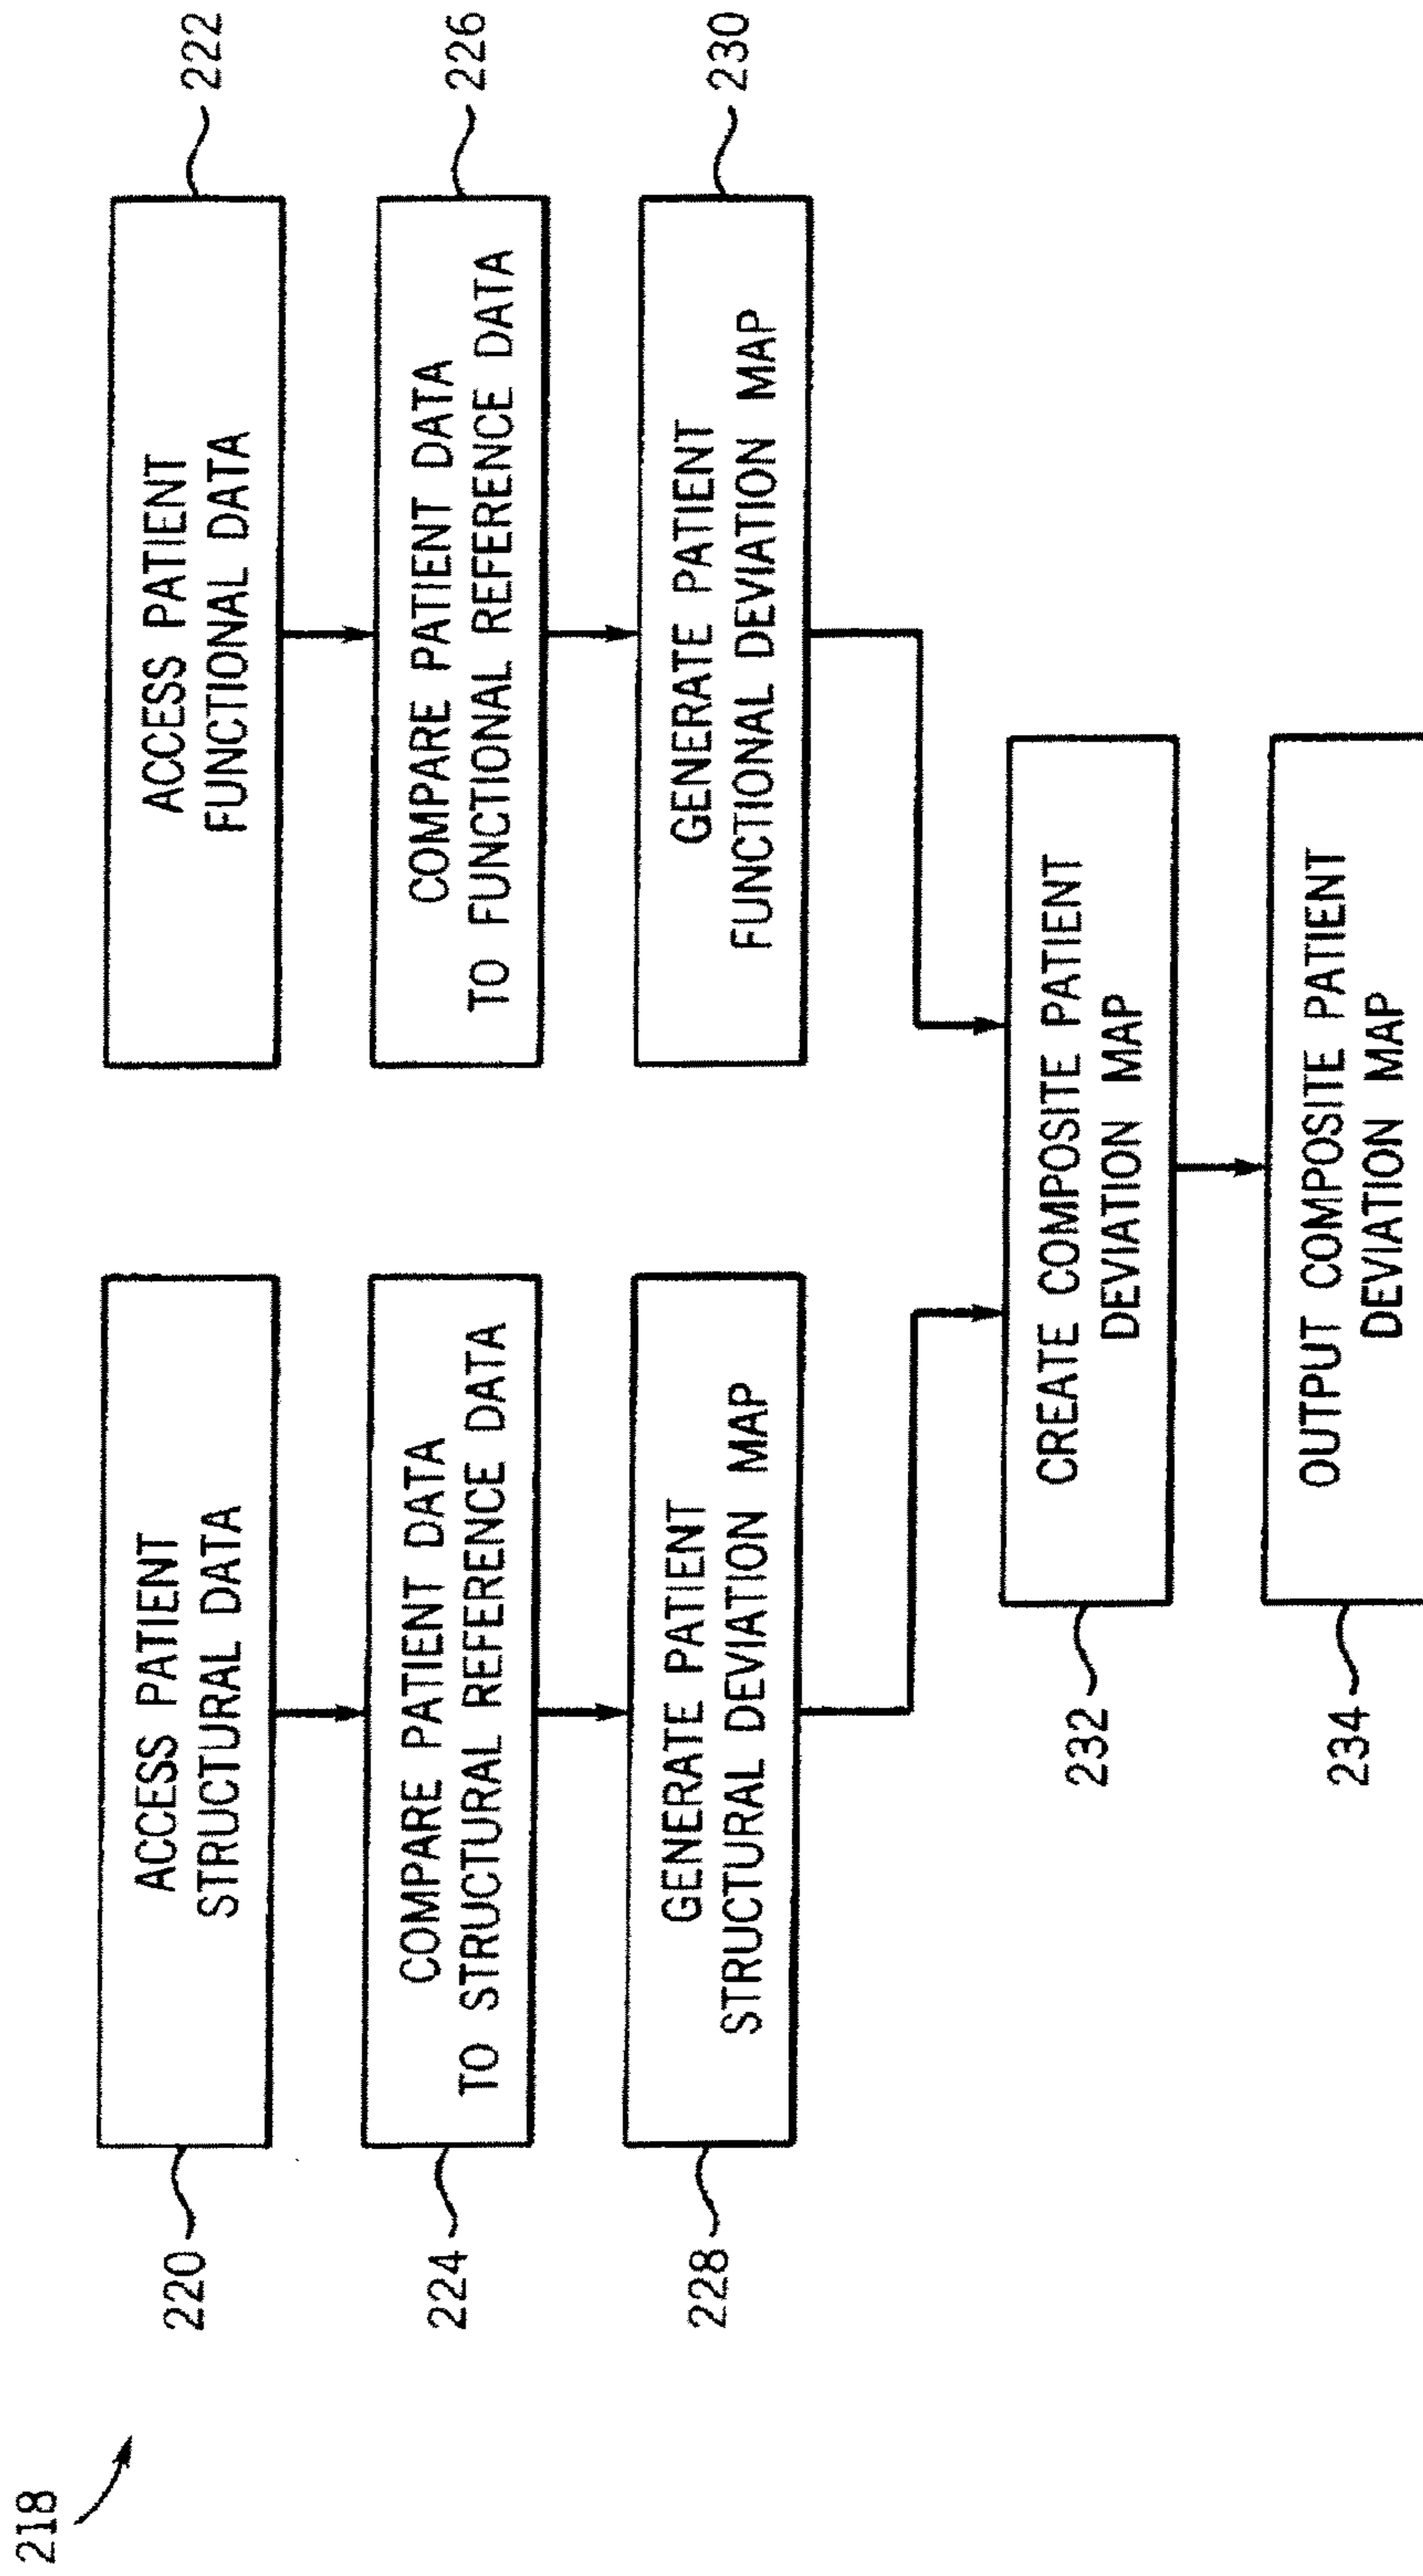 218
220
ACCESS PATIENT
STRUCTURAL DATA
ACCESS PATIENT
FUNCTIONAL DATA
222
224
COMPARE PATIENT DATA
TO STRUCTURAL REFERENCE DATA
COMPARE PATIENT DATA
TO FUNCTIONAL REFERENCE DATA
226
228
GENERATE PATIENT
STRUCTURAL DEVIATION MAP
GENERATE PATIENT
FUNCTIONAL DEVIATION MAP
230
232
CREATE COMPOSITE PATIENT
DEVIATION MAP
234
OUTPUT COMPOSITE PATIENT
DEVIATION MAP